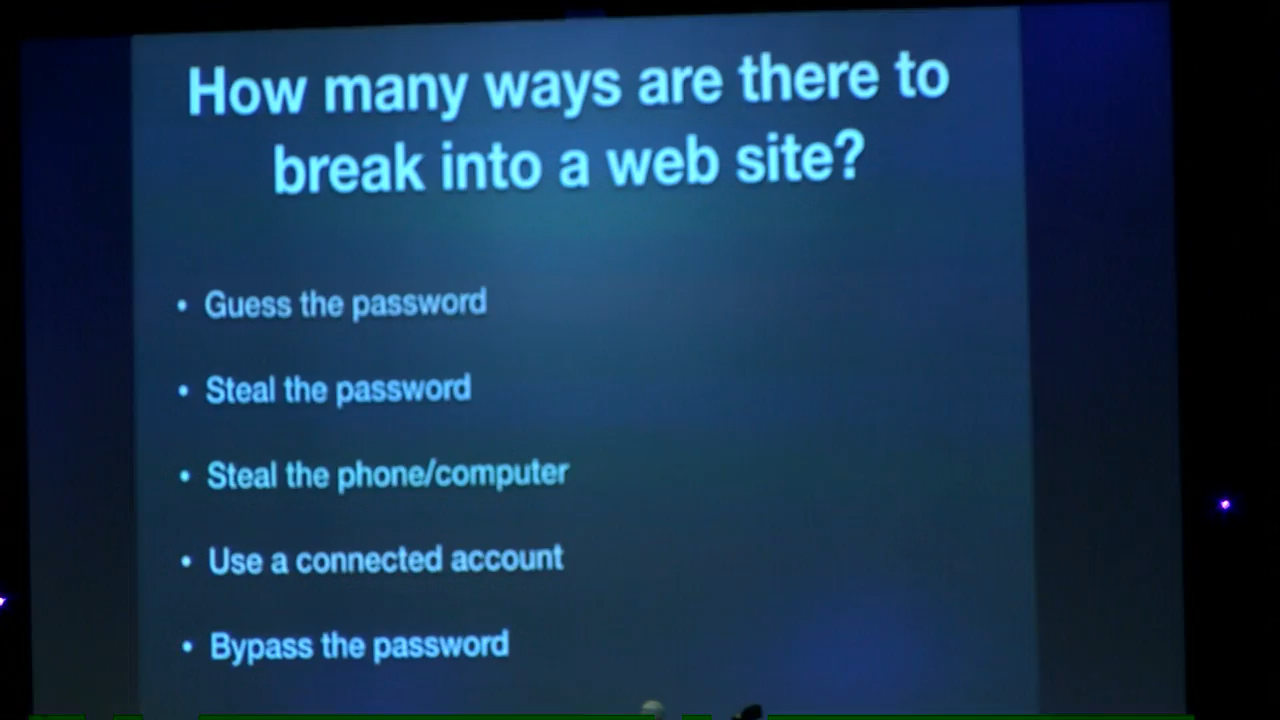 How many ways are there to
break into a web site?
• Guess the password
• Steal the password
• Steal the phone/computer
• Use a connected account
• Bypass the password